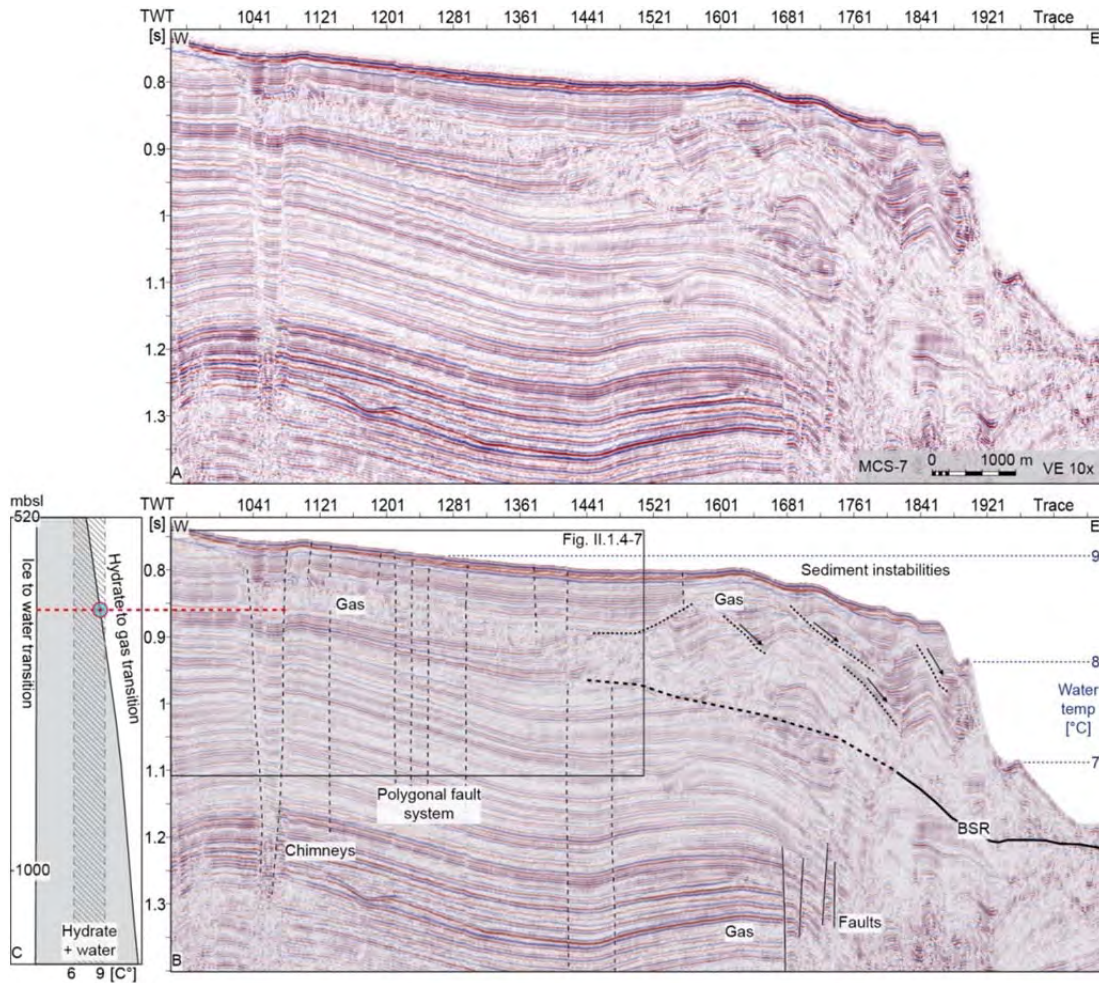 TWT 1041 1121 1201 1281 1361 1441 1521 1601 1681 1761 1841 1921 Trace
[s] W E
0.8
0.9
1
1.1
1.2
1.3
A
MCS-7 0 1000 m VE 10x
mbsl
520
Ice to water transition
Hydrate to gas transition
1000
Hydrate
+ water
C
6 9 [C°]
TWT 1041 1121 1201 1281 1361 1441 1521 1601 1681 1761 1841 1921 Trace
[s] W E
Fig. II.1.4-7
0.8
0.9
1
1.1
1.2
1.3
Gas
Gas
Sediment instabilities
9
8
Water
temp
[°C]
7
Polygonal fault
system
Chimneys
BSR
Gas
Faults
B